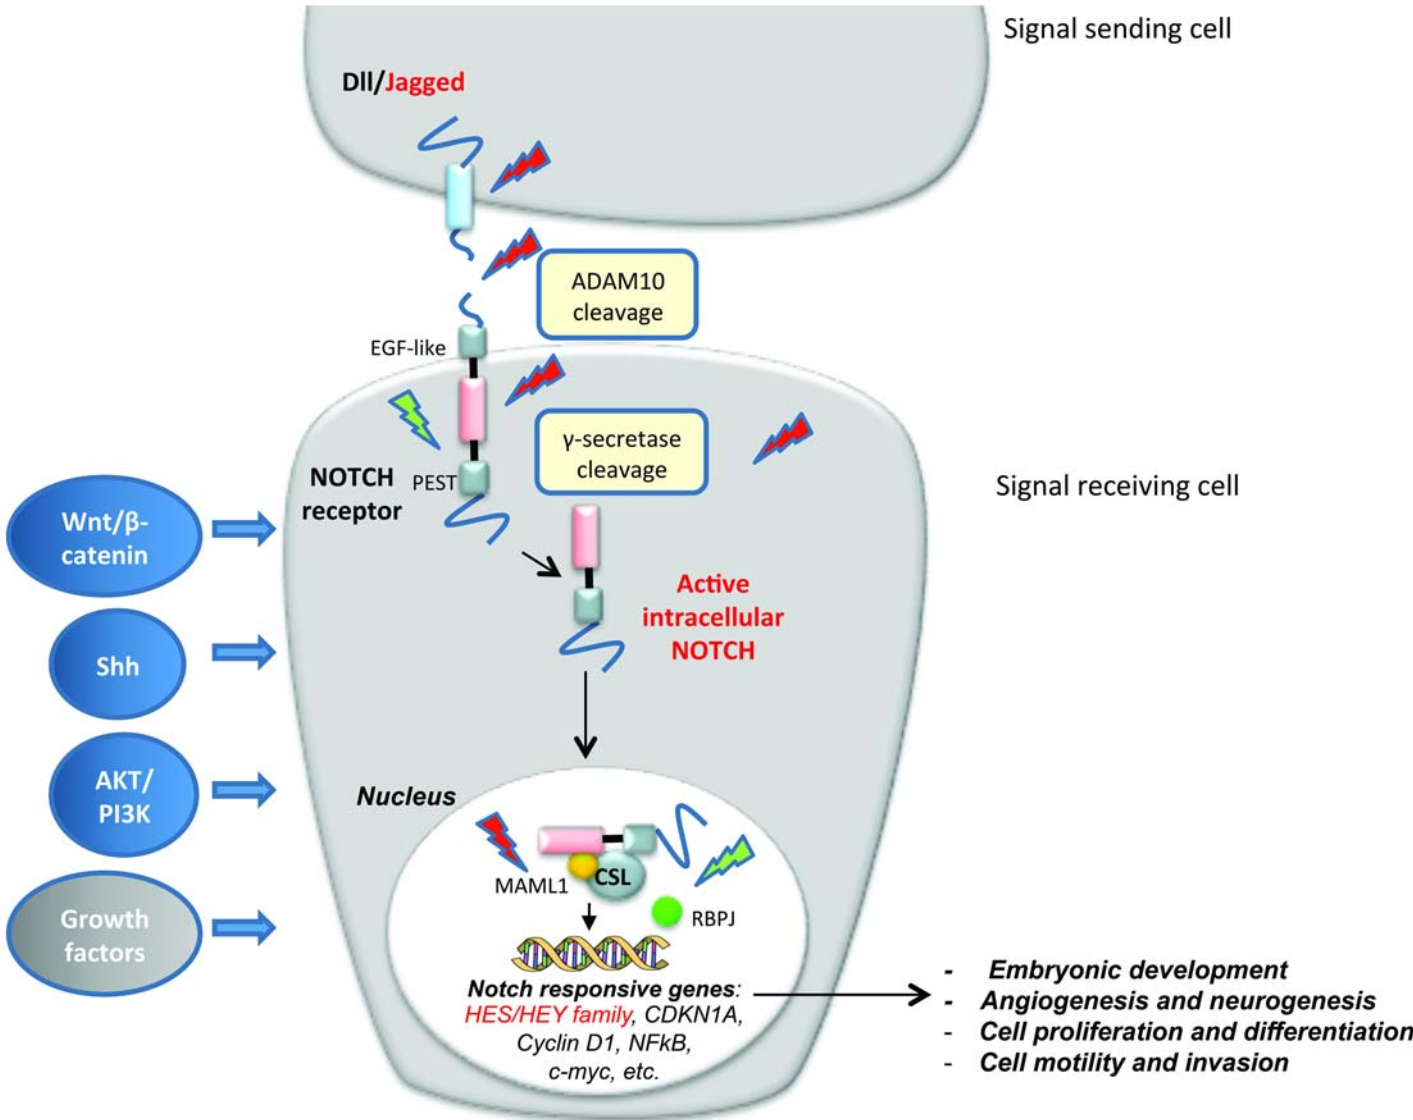 Signal sending cell
Dll/Jagged
ADAM10
cleavage
EGF-like
γ-secretase
cleavage
NOTCH
receptor
PEST
Signal receiving cell
Wnt/β-
catenin
Active
intracellular
NOTCH
Shh
AKT/
PI3K
Nucleus
MAML1
CSL
RBPJ
Growth
factors
Notch responsive genes:
HES/HEY family, CDKN1A,
Cyclin D1, NFkB,
c-myc, etc.
- Embryonic development
- Angiogenesis and neurogenesis
- Cell proliferation and differentiation
- Cell motility and invasion